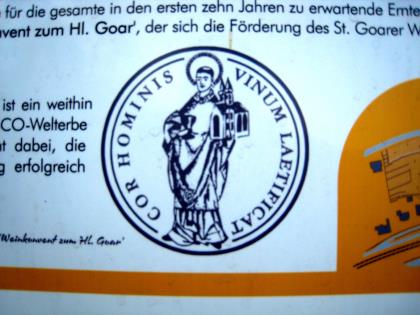 für die gesamte in den ersten zehn Jahren zu erwartende Ernte
vent zum Hl. Goar', der sich die Förderung des St. Goarer W
ist ein weithin
CO-Welterbe
t dabei, die
g erfolgreich
COR HOMINIS VINUM LAETIFICAT
Weinkonvent zum Hl. Goar'